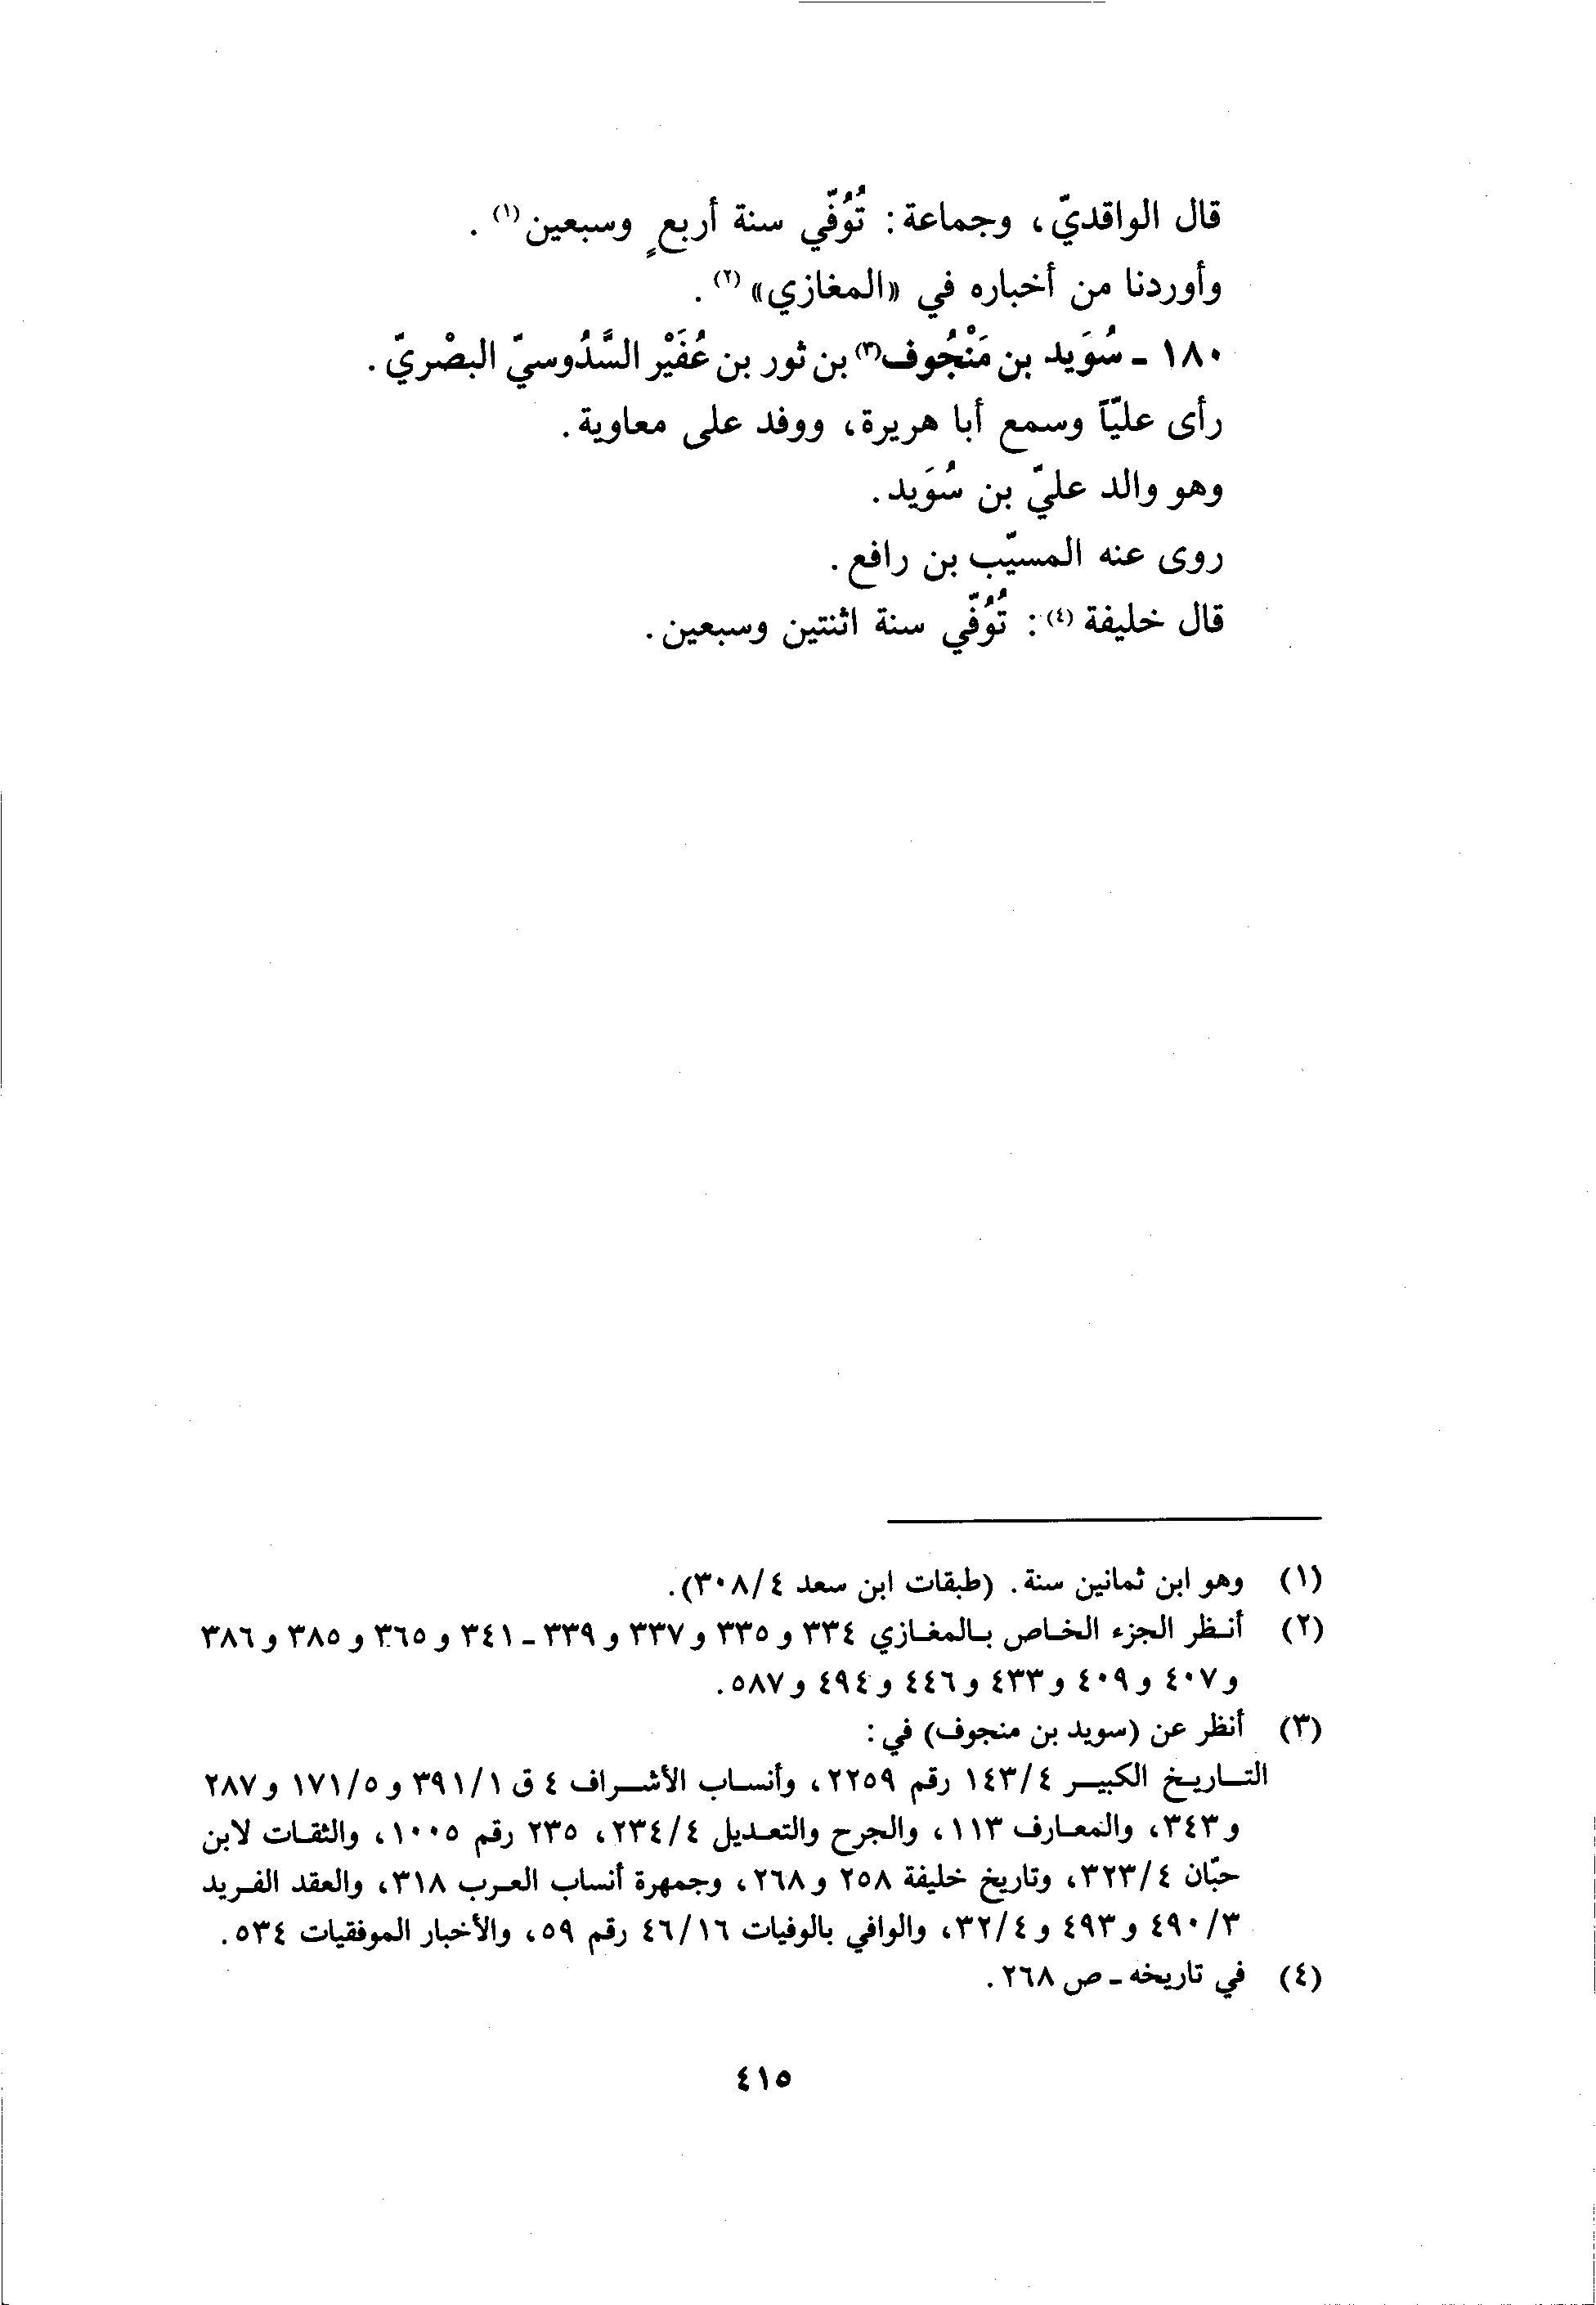 قال الواقديّ، وجماعة: تُوُفّي سنة أربعٍ وسبعين(١).
وأوردنا من أخباره في «المغازي»(٢).
١٨٠ - سُوَيد بن مَنْجُوف(٣) بن ثور بن عُفَيْر السَّدُوسيّ البصْريّ.
رأى عليّاً وسمع أبا هريرة، ووفد على معاوية.
وهو والد عليّ بن سُوَيد.
روى عنه المسيّب بن رافع.
قال خليفة(٤): تُوُفّي سنة اثنتين وسبعين.
(١) وهو ابن ثمانين سنة. (طبقات ابن سعد ٤/٣٠٨).
(٢) أنظر الجزء الخاص بالمغازي ٣٣٤ و ٣٣٥ و ٣٣٧ و ٣٣٩ - ٣٤١ و ٣٦٥ و ٣٨٥ و ٣٨٦
و ٤٠٧ و ٤٠٩ و ٤٣٣ و ٤٤٦ و ٤٩٤ و ٥٨٧.
(٣) أنظر عن (سويد بن منجوف) في:
التاريخ الكبير ٤/١٤٣ رقم ٢٢٥٩، وأنساب الأشراف ٤ ق ١/٣٩١ و ٥/١٧١ و ٢٨٧
و ٣٤٣، والمعارف ١١٣، والجرح والتعديل ٤/٢٣٤، ٢٣٥ رقم ١٠٠٥، والثقات لابن
حبّان ٤/٣٢٣، وتاريخ خليفة ٢٥٨ و ٢٦٨، وجمهرة أنساب العرب ٣١٨، والعقد الفريد
٣/٤٩٠ و ٤٩٣ و ٤/٣٢، والوافي بالوفيات ١٦/٤٦ رقم ٥٩، والأخبار الموفقيات ٥٣٤.
(٤) في تاريخه - ص ٢٦٨.
٤١٥